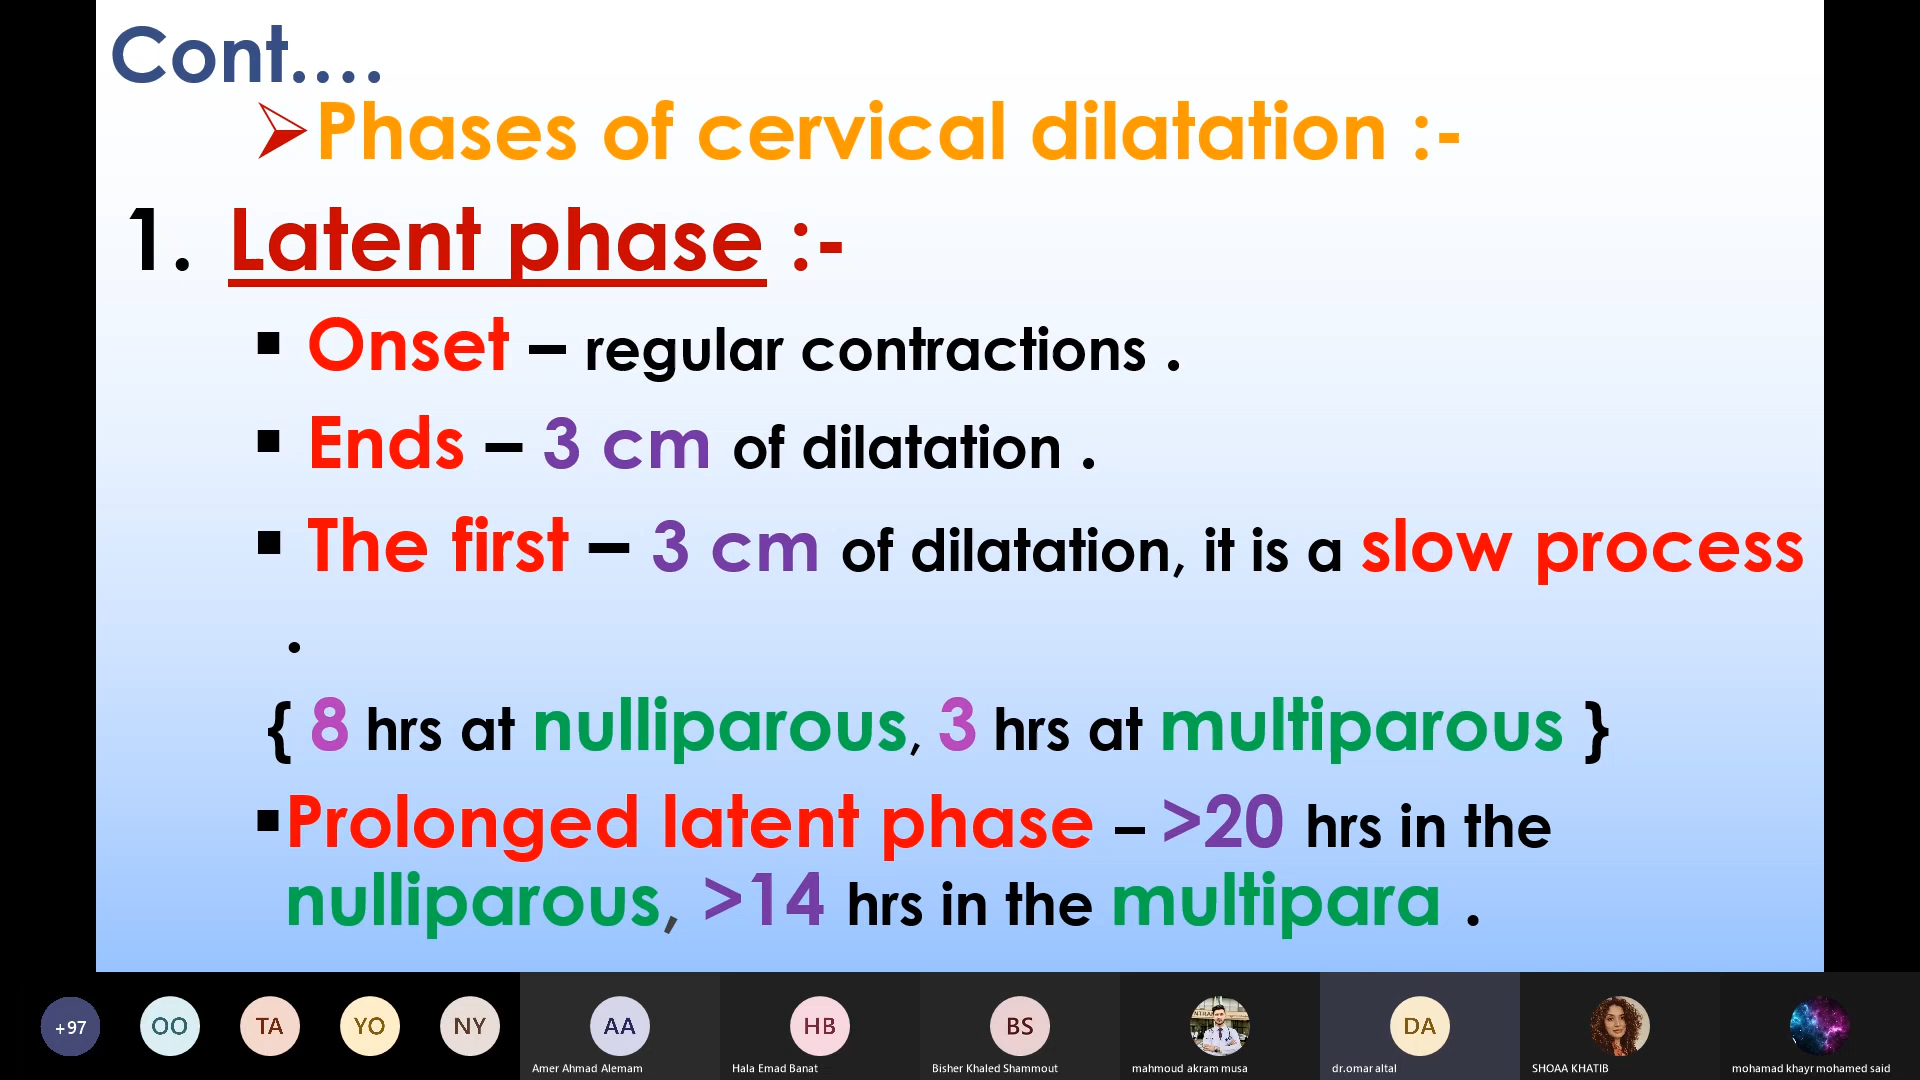 Cont....
➢Phases of cervical dilatation :-
1. Latent phase :-
▪ Onset – regular contractions .
▪ Ends – 3 cm of dilatation .
▪ The first – 3 cm of dilatation, it is a slow process
.
{ 8 hrs at nulliparous, 3 hrs at multiparous }
▪Prolonged latent phase – >20 hrs in the
nulliparous, >14 hrs in the multipara .
+97 OO TA YO NY AA HB BS DA
Amer Ahmad Alemam Hala Emad Banat Bisher Khaled Shammout mahmoud akram musa dr.omar altal SHOAA KHATIB mohamad khayr mohamed said